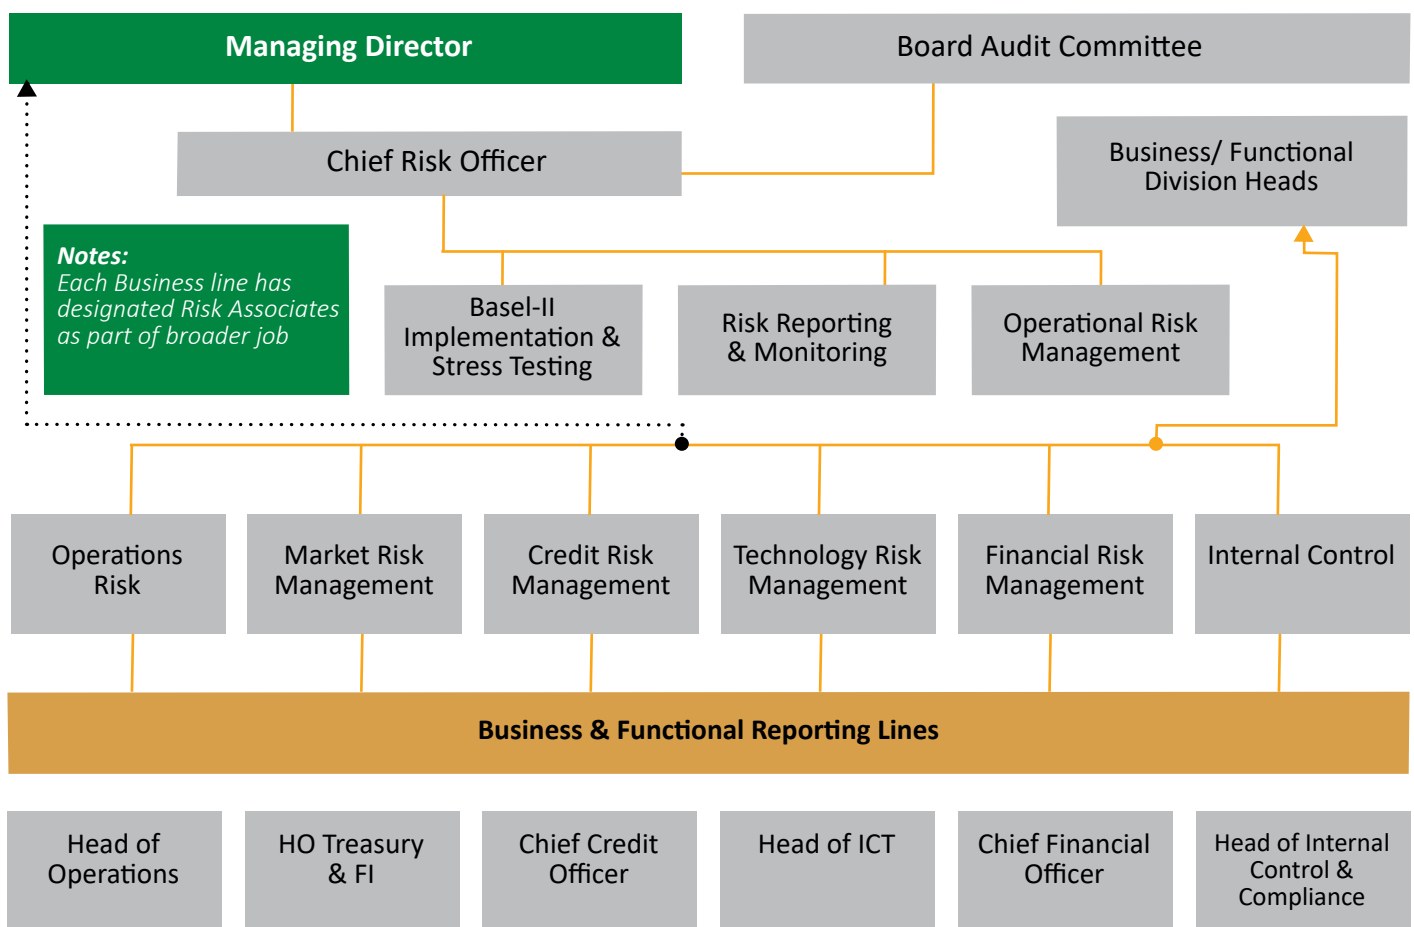 Managing Director
Board Audit Committee
Chief Risk Officer
Business/ Functional
Division Heads
Notes:
Each Business line has
designated Risk Associates
as part of broader job
Basel-II
Implementation &
Stress Testing
Risk Reporting
& Monitoring
Operational Risk
Management
Operations
Risk
Market Risk
Management
Credit Risk
Management
Technology Risk
Management
Financial Risk
Management
Internal Control
Business & Functional Reporting Lines
Head of
Operations
HO Treasury
& FI
Chief Credit
Officer
Head of ICT
Chief Financial
Officer
Head of Internal
Control &
Compliance